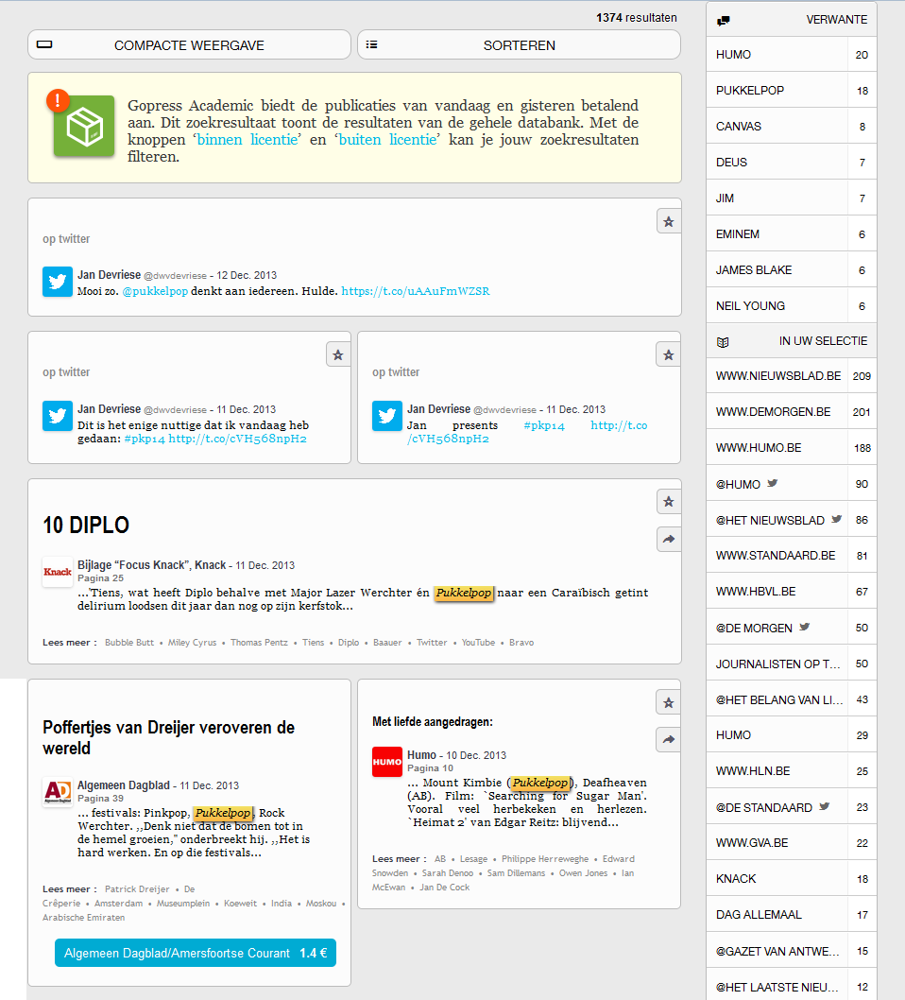 1374 resultaten
COMPACTE WEERGAVE
SORTEREN
!
Gopress Academic biedt de publicaties van vandaag en gisteren betalend
aan. Dit zoekresultaat toont de resultaten van de gehele databank. Met de
knoppen ‘binnen licentie’ en ‘buiten licentie’ kan je jouw zoekresultaten
filteren.
op twitter
Jan Devriese @dwvdevriese - 12 Dec. 2013
Mooi zo. @pukkelpop denkt aan iedereen. Hulde. https://t.co/uAAuFmWZSR
op twitter
Jan Devriese @dwvdevriese - 11 Dec. 2013
Dit is het enige nuttige dat ik vandaag heb
gedaan: #pkp14 http://t.co/cVH568npH2
op twitter
Jan Devriese @dwvdevriese - 11 Dec. 2013
Jan presents #pkp14 http://t.co
/cVH568npH2
10 DIPLO
Knack
Bijlage “Focus Knack”, Knack - 11 Dec. 2013
Pagina 25
...'Tiens, wat heeft Diplo behalve met Major Lazer Werchter én Pukkelpop naar een Caraïbisch getint
delirium loodsen dit jaar dan nog op zijn kerfstok...
Lees meer : Bubble Butt • Miley Cyrus • Thomas Pentz • Tiens • Diplo • Baauer • Twitter • YouTube • Bravo
Poffertjes van Dreijer veroveren de
wereld
AD
Algemeen Dagblad
Algemeen Dagblad - 11 Dec. 2013
Pagina 39
... festivals: Pinkpop, Pukkelpop, Rock
Werchter. ,,Denk niet dat de bomen tot in
de hemel groeien,'' onderbreekt hij. ,,Het is
hard werken. En op die festivals...
Lees meer : Patrick Dreijer • De
Crêperie • Amsterdam • Museumplein • Koeweit • India • Moskou •
Arabische Emiraten
Algemeen Dagblad/Amersfoortse Courant 1.4 €
Met liefde aangedragen:
HUMO
Humo - 10 Dec. 2013
Pagina 10
... Mount Kimbie (Pukkelpop), Deafheaven
(AB). Film: `Searching for Sugar Man'.
Vooral veel herbekeken en herlezen.
`Heimat 2' van Edgar Reitz: blijvend...
Lees meer : AB • Lesage • Philippe Herreweghe • Edward
Snowden • Sarah Denoo • Sam Dillemans • Owen Jones • Ian
McEwan • Jan De Cock
VERWANTE
HUMO 20
PUKKELPOP 18
CANVAS 8
DEUS 7
JIM 7
EMINEM 6
JAMES BLAKE 6
NEIL YOUNG 6
IN UW SELECTIE
WWW.NIEUWSBLAD.BE 209
WWW.DEMORGEN.BE 201
WWW.HUMO.BE 188
@HUMO 90
@HET NIEUWSBLAD 86
WWW.STANDAARD.BE 81
WWW.HBVL.BE 67
@DE MORGEN 50
JOURNALISTEN OP T... 50
@HET BELANG VAN LI... 43
HUMO 29
WWW.HLN.BE 25
@DE STANDAARD 23
WWW.GVA.BE 22
KNACK 18
DAG ALLEMAAL 17
@GAZET VAN ANTWE... 15
@HET LAATSTE NIEU... 12